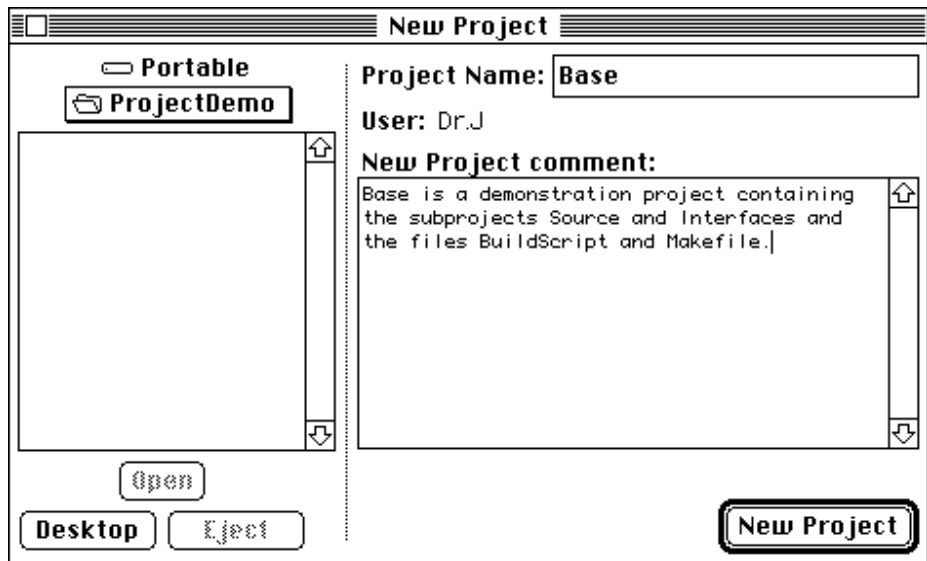 New Project
Portable
ProjectDemo
Open
Desktop
Eject
Project Name: Base
User: Dr.J
New Project comment:
Base is a demonstration project containing
the subprojects Source and Interfaces and
the files BuildScript and Makefile.
New Project